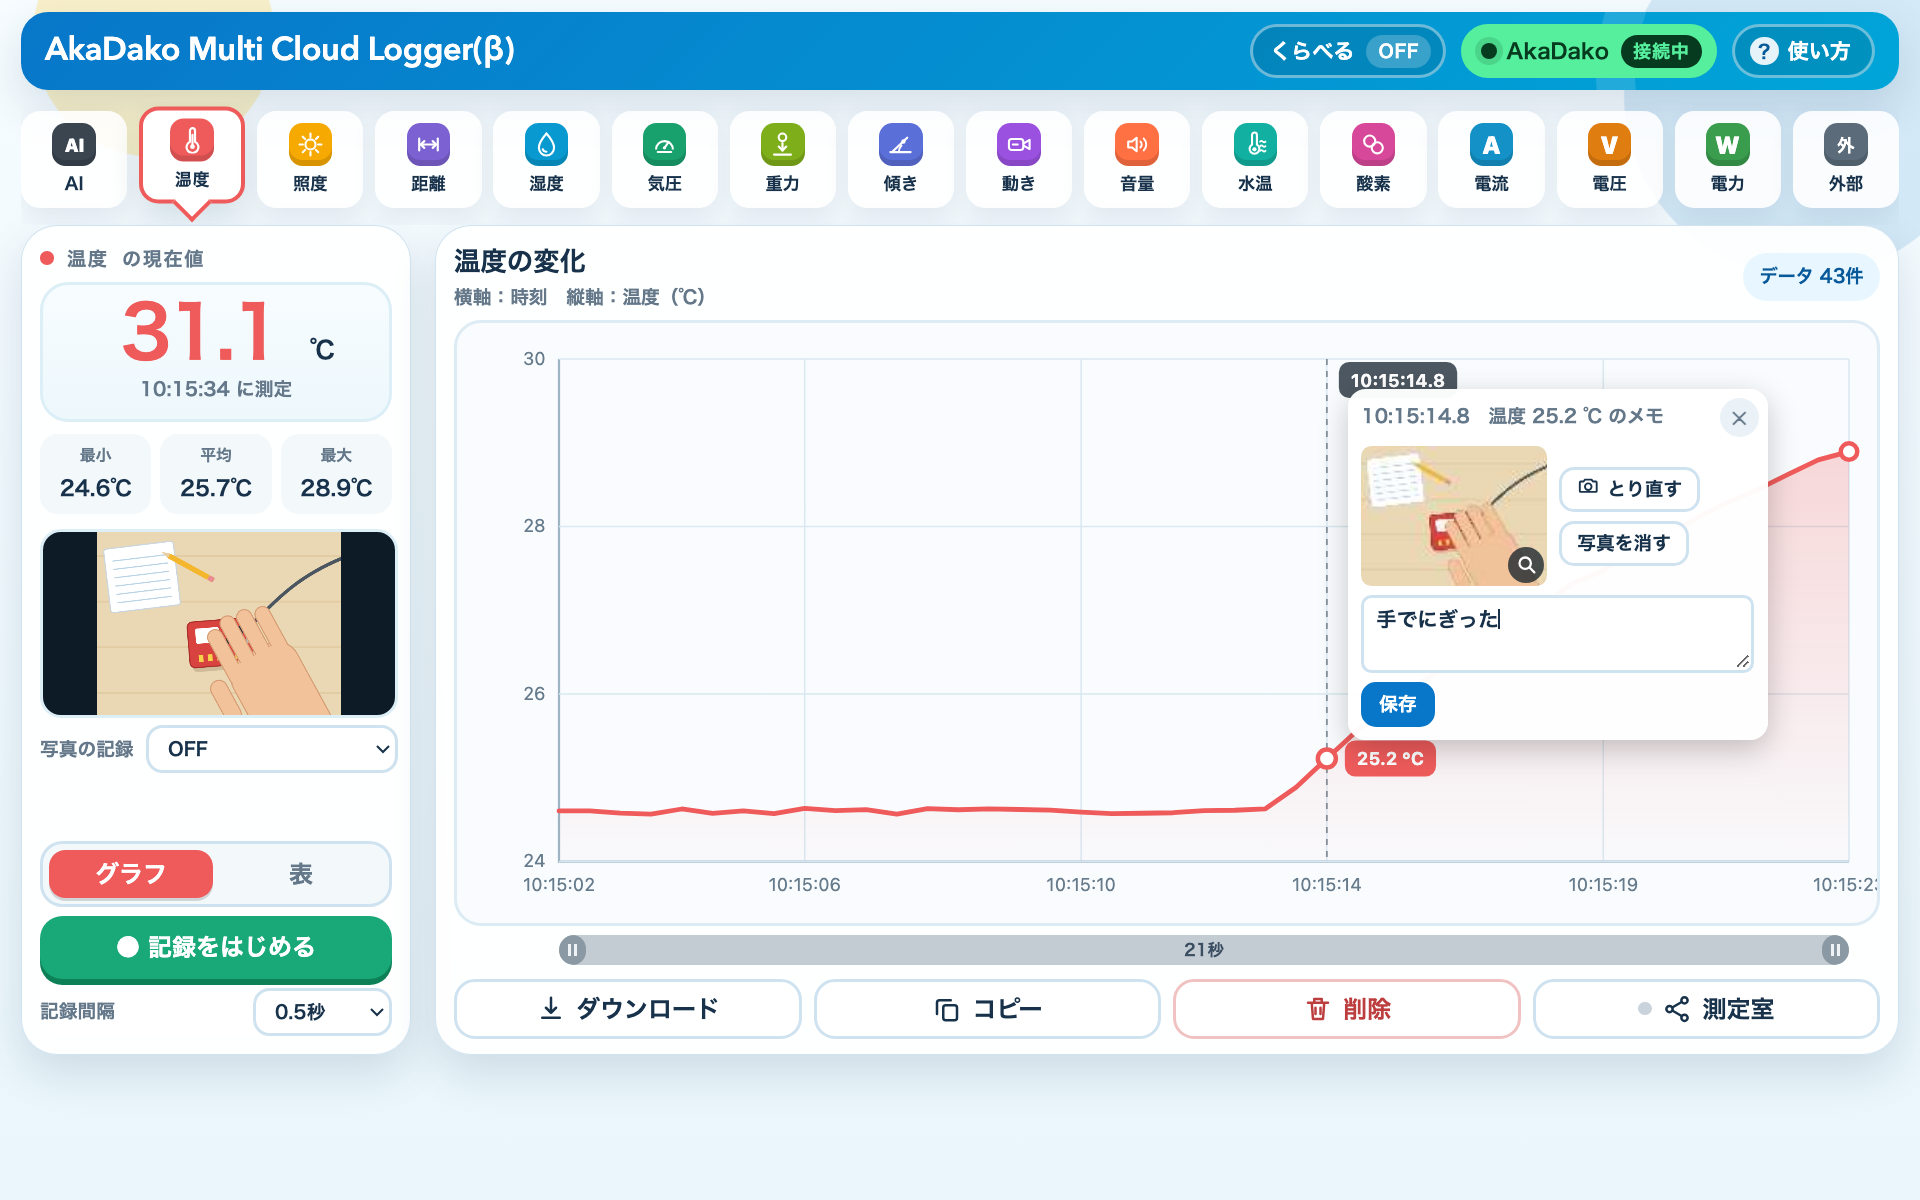 AkaDako Multi Cloud Logger(β)
くらべる OFF
AkaDako 接続中
? 使い方
AI
AI
温度
照度
距離
湿度
気圧
重力
傾き
動き
音量
水温
酸素
A
電流
V
電圧
W
電力
外
外部
温度 の現在値
31.1 ℃
10:15:34 に測定
最小
24.6℃
平均
25.7℃
最大
28.9℃
写真の記録 OFF
グラフ 表
記録をはじめる
記録間隔 0.5秒
温度の変化
横軸:時刻 縦軸:温度(℃)
データ 43件
30
28
26
24
10:15:02
10:15:06
10:15:10
10:15:14
10:15:19
10:15:23
10:15:14.8
10:15:14.8 温度 25.2 ℃ のメモ
とり直す
写真を消す
手でにぎった
保存
25.2 °C
21秒
ダウンロード
コピー
削除
測定室